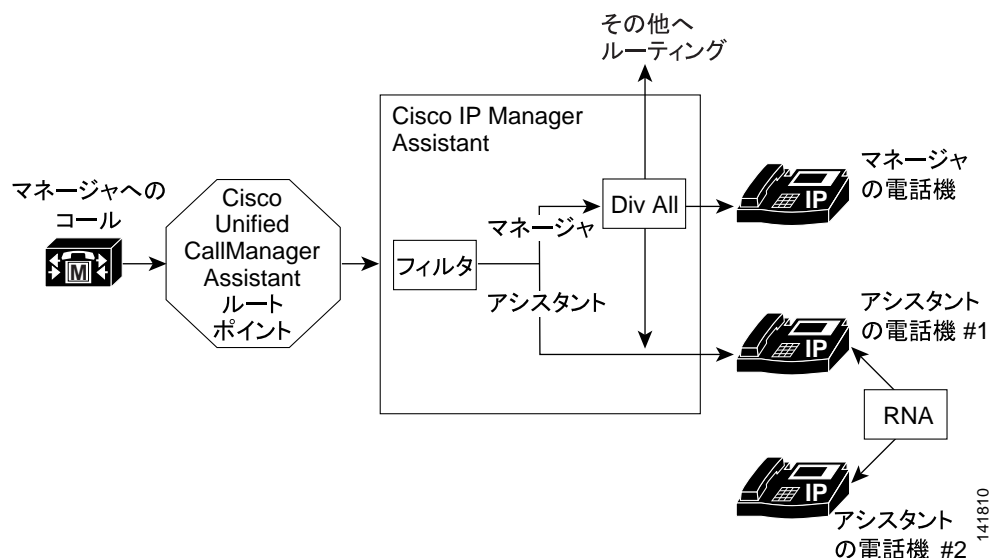 その他へ
ルーティング
Cisco IP Manager
Assistant
マネージャへの
コール
M
Cisco
Unified
CallManager
Assistant
ルート
ポイント
フィルタ
マネージャ
アシスタント
Div All
IP
マネージャ
の電話機
IP
アシスタント
の電話機 #1
RNA
IP
アシスタント
の電話機 #2
141810